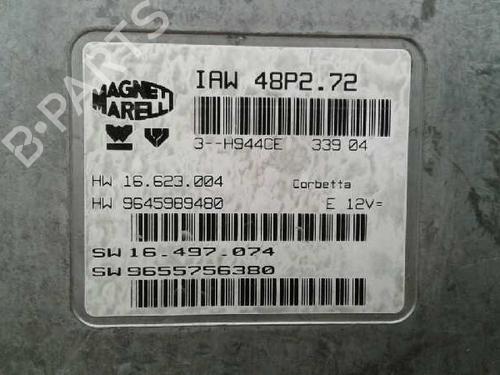 B-PARTS
MAGNETI
MARELLI
IAW 48P2.72
3--H944CE 339 04
HW 16.623.004 Corbetta
HW 9645989480 E 12V=
SW 16.497.074
SW 9655756380